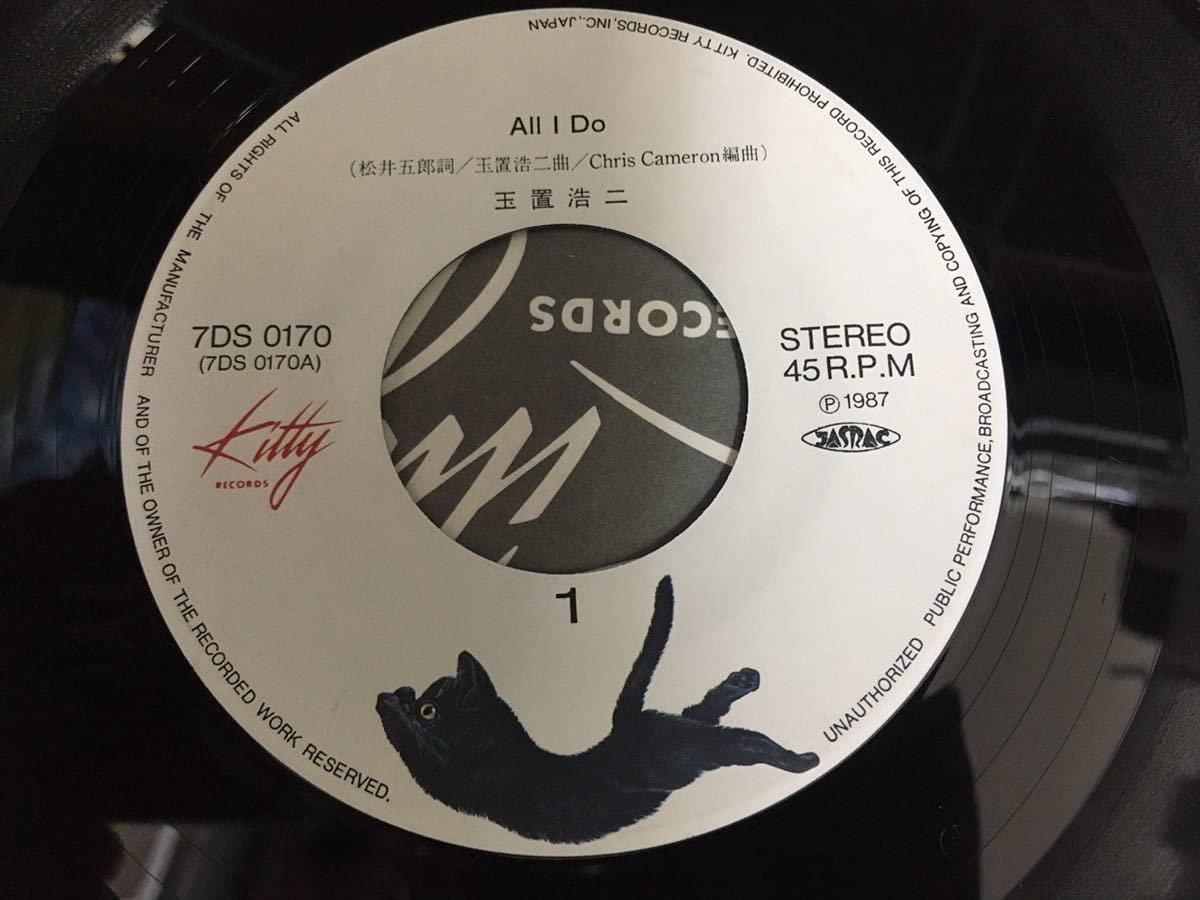 All I Do
(松井五郎詞／玉置浩二曲／Chris Cameron編曲)
玉置浩二
7DS 0170
(7DS 0170A)
Kitty
RECORDS
STEREO
45 R.P.M
Ⓟ 1987
JASRAC
1
ALL RIGHTS OF THE MANUFACTURER AND OF THE OWNER OF THE RECORDED WORK RESERVED.
UNAUTHORIZED PUBLIC PERFORMANCE, BROADCASTING AND COPYING OF THIS RECORD PROHIBITED. KITTY RECORDS, INC., JAPAN
ECORDS